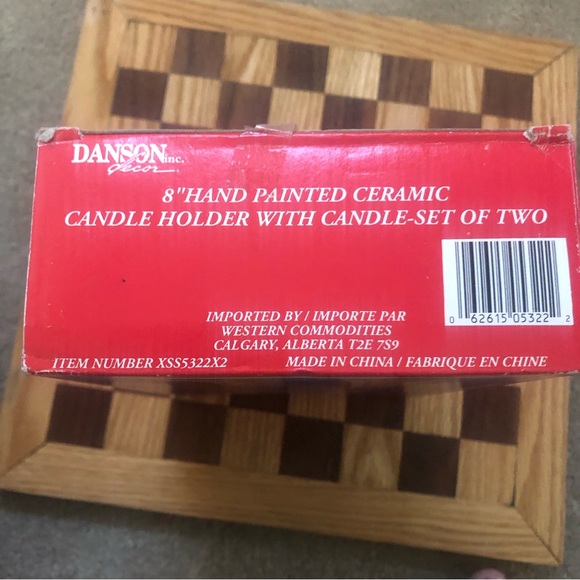 DANSON inc.
decor
8"HAND PAINTED CERAMIC
CANDLE HOLDER WITH CANDLE-SET OF TWO
0 62615 05322 2
IMPORTED BY / IMPORTE PAR
WESTERN COMMODITIES
CALGARY, ALBERTA T2E 7S9
ITEM NUMBER XSS5322X2 MADE IN CHINA / FABRIQUE EN CHINE